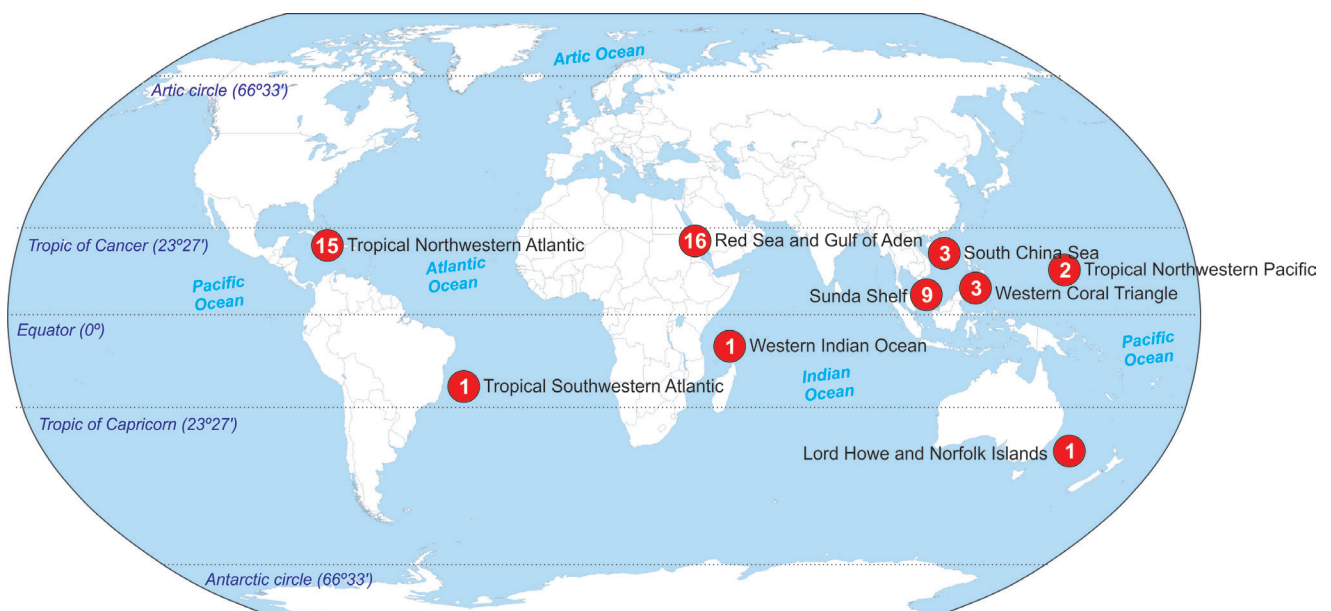 Artic Ocean
Artic circle (66º33')
Tropic of Cancer (23º27')
15 Tropical Northwestern Atlantic
16 Red Sea and Gulf of Aden
3 South China Sea
2 Tropical Northwestern Pacific
Atlantic
Ocean
Pacific
Ocean
Sunda Shelf 9
3 Western Coral Triangle
Equator (0º)
1 Western Indian Ocean
Pacific
Ocean
Indian
Ocean
1 Tropical Southwestern Atlantic
Tropic of Capricorn (23º27')
Lord Howe and Norfolk Islands 1
Antarctic circle (66º33')